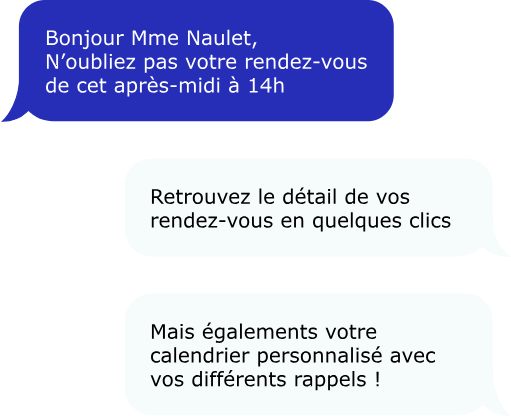 Bonjour Mme Naulet,
N’oubliez pas votre rendez-vous
de cet après-midi à 14h
Retrouvez le détail de vos
rendez-vous en quelques clics
Mais égalements votre
calendrier personnalisé avec
vos différents rappels !